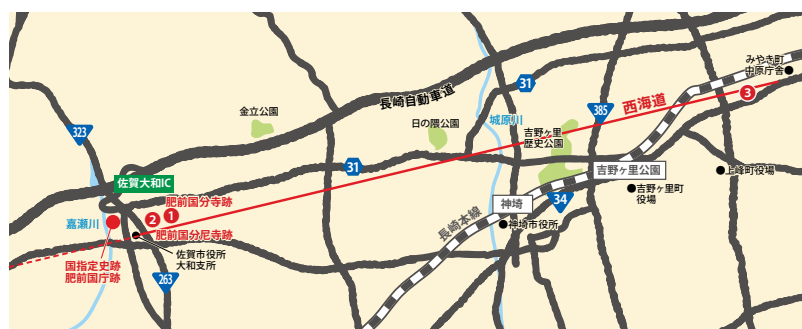 みやき町
中原庁舎
31
長崎自動車道
3
西海道
385
金立公園
323
城原川
日の隈公園
吉野ヶ里
歴史公園
31
吉野ヶ里公園
上峰町役場
佐賀大和IC
吉野ヶ里町
役場
神埼
34
肥前国分寺跡
2
1
嘉瀬川
神埼市役所
長崎本線
肥前国分尼寺跡
佐賀市役所
大和支所
国指定史跡
肥前国庁跡
263